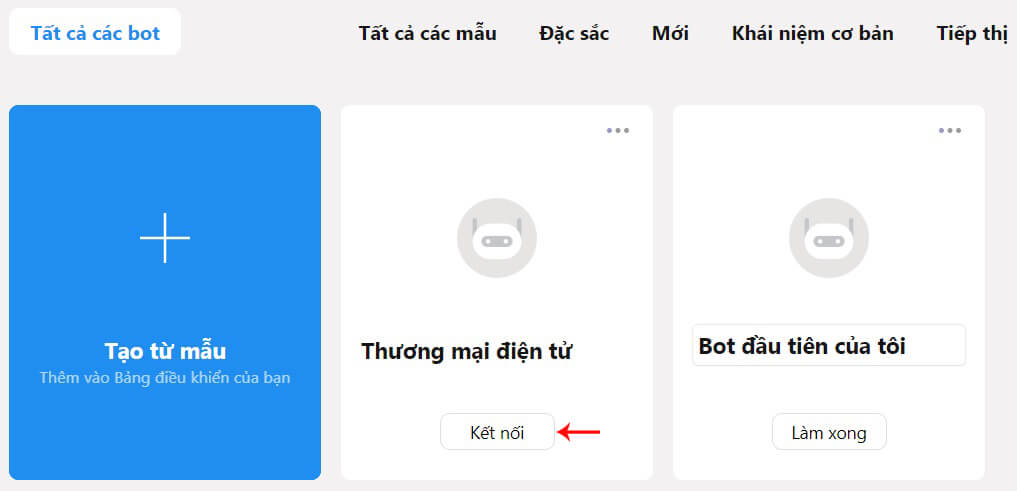 Tất cả các bot
Tất cả các mẫu
Đặc sắc
Mới
Khái niệm cơ bản
Tiếp thị
Tạo từ mẫu
Thêm vào Bảng điều khiển của bạn
Thương mại điện tử
Kết nối
Bot đầu tiên của tôi
Làm xong